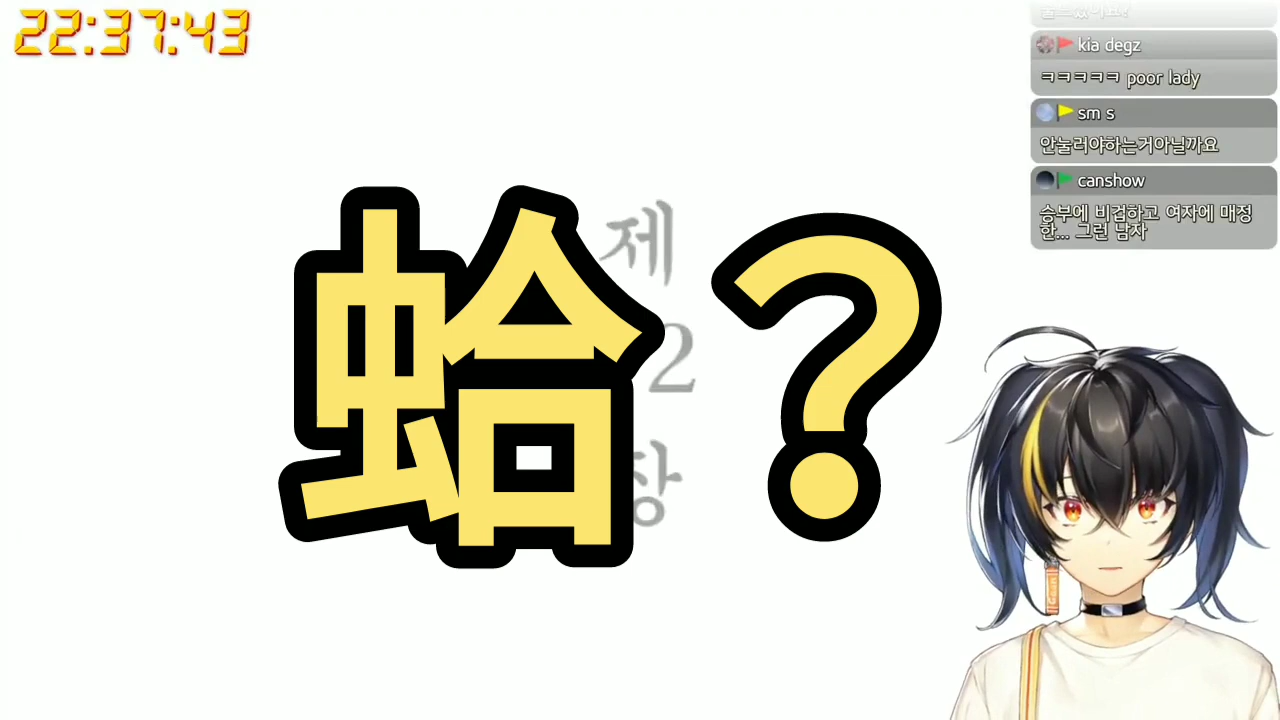 22:37:43
蛤？
제
2
장
kia degz
ㅋㅋㅋㅋㅋ poor lady
sm s
안눌러야하는거아닐까요
canshow
승부에 비겁하고 여자에 매정
한... 그런 남자